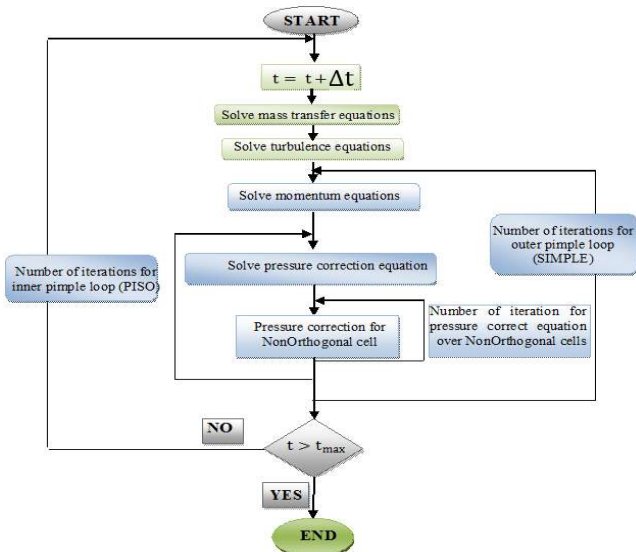 START
t = t + Δt
Solve mass transfer equations
Solve turbulence equations
Solve momentum equations
Number of iterations for
outer pimple loop
(SIMPLE)
Number of iterations for
inner pimple loop (PISO)
Solve pressure correction equation
Pressure correction for
NonOrthogonal cell
Number of iteration for
pressure correct equation
over NonOrthogonal cells
NO
t > tmax
YES
END